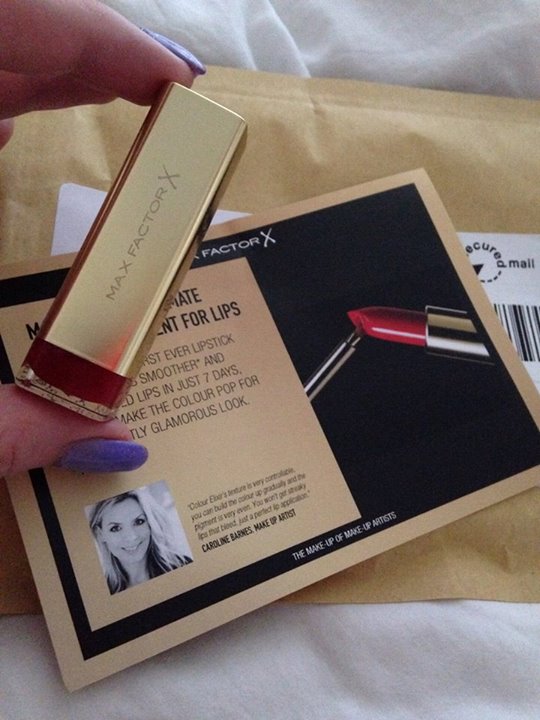 MAX FACTOR X
X FACTOR X
MATE
ENT FOR LIPS
RST EVER LIPSTICK
SMOOTHER* AND
ED LIPS IN JUST 7 DAYS,
MAKE THE COLOUR POP FOR
TLY GLAMOROUS LOOK.
"Colour Elixir's texture is very controllable,
you can build the colour up gradually and the
pigment is very even. You won't get streaky
lips that bleed, just a perfect lip application."
CAROLINE BARNES, MAKE UP ARTIST
THE MAKE-UP OF MAKE-UP ARTISTS
ecured
mail